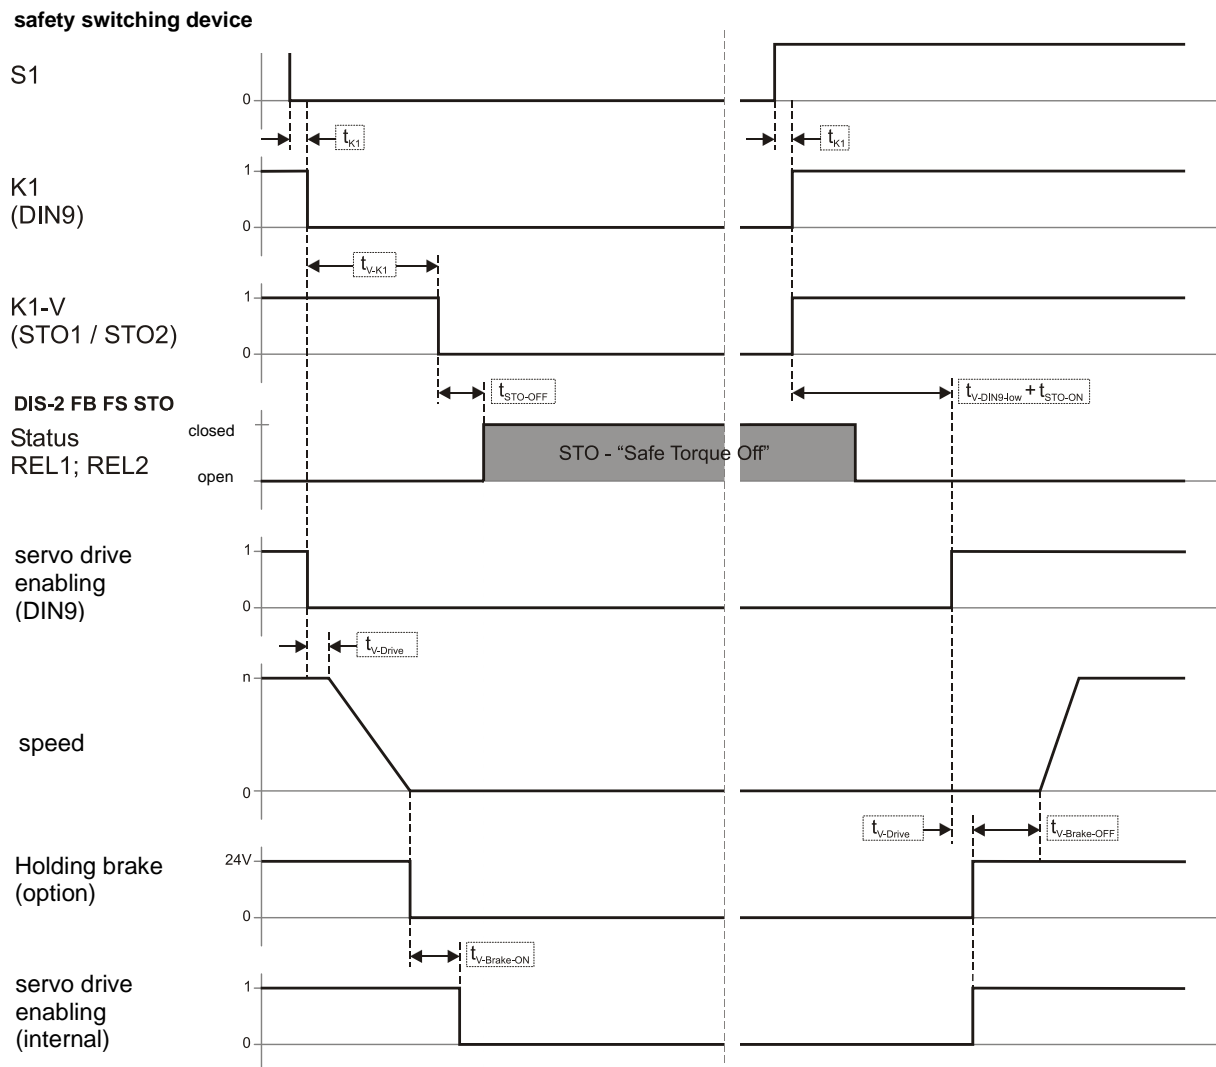 safety switching device
S1
0
tK1
tK1
K1
(DIN9)
1
0
tV-K1
K1-V
(STO1 / STO2)
1
0
tSTO-OFF
tV-DIN9-low + tSTO-ON
DIS-2 FB FS STO
Status
REL1; REL2
closed
open
STO - “Safe Torque Off”
servo drive
enabling
(DIN9)
1
0
tV-Drive
n
speed
0
tV-Drive
tV-Brake-OFF
Holding brake
(option)
24V
0
tV-Brake-ON
servo drive
enabling
(internal)
1
0